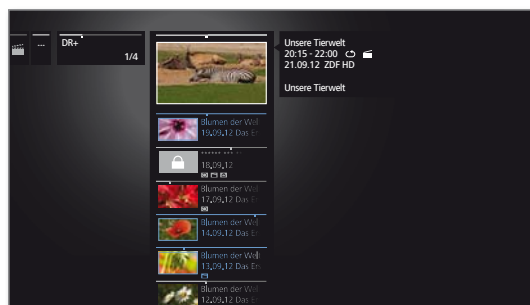 ...
DR+
1/4
Unsere Tierwelt
20:15 - 22:00
21.09.12 ZDF HD
Unsere Tierwelt
Blumen der Wel
19.09.12 Das Er
18.09.12
Blumen der Wel
17.09.12 Das Er
Blumen der Wel
14.09.12 Das Er
Blumen der Wel
13.09.12 Das Er
Blumen der Wel
12.09.12 Das Er